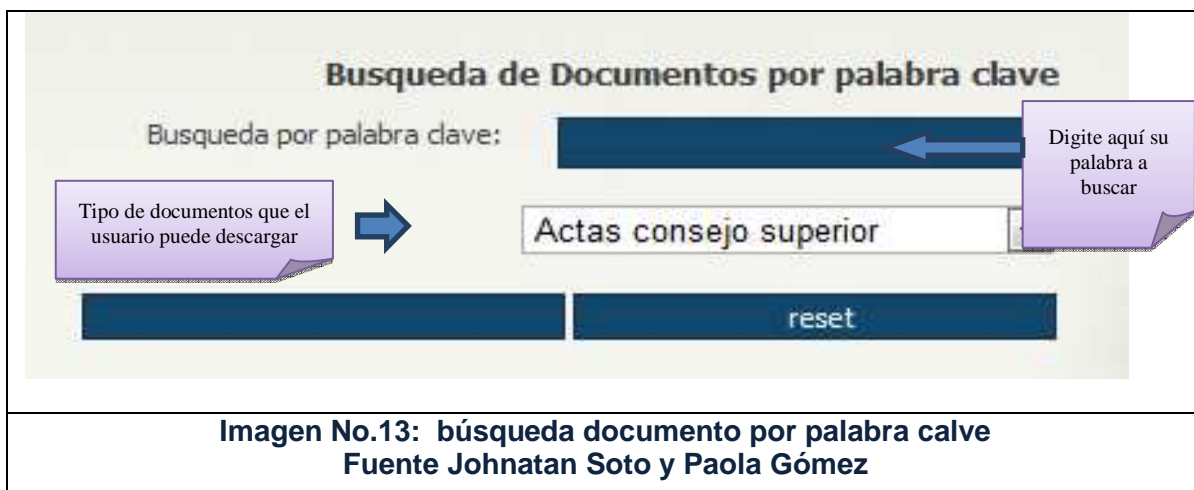 Busqueda de Documentos por palabra clave
Busqueda por palabra clave:
Digite aquí su
palabra a
buscar
Tipo de documentos que el
usuario puede descargar
Actas consejo superior
reset
Imagen No.13: búsqueda documento por palabra calve
Fuente Johnatan Soto y Paola Gómez